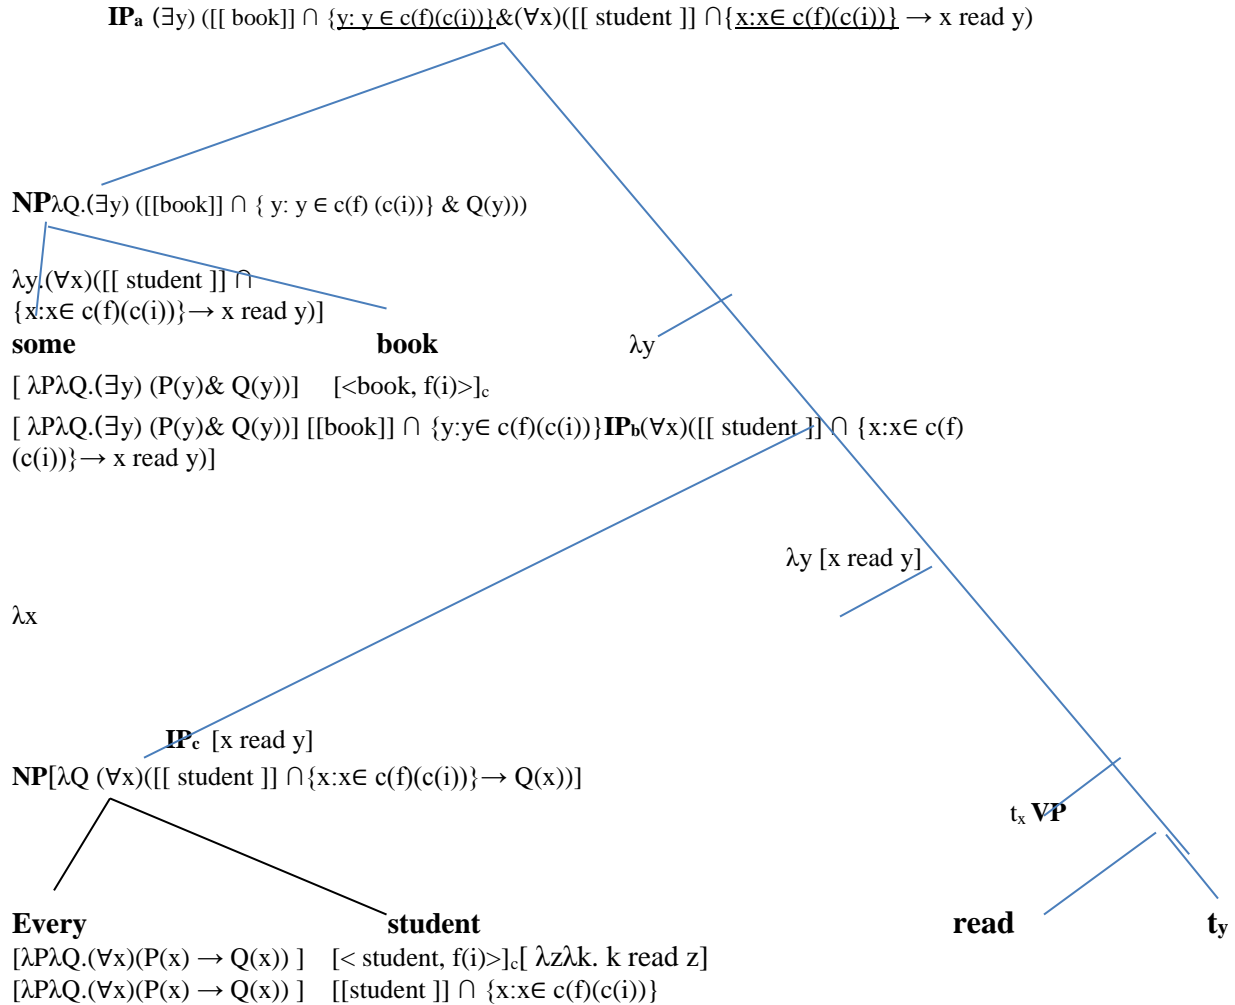 IPa (∃y) ([[ book]] ∩ {y: y ∈ c(f)(c(i))}&(∀x)([[ student ]] ∩{x:x∈ c(f)(c(i))} → x read y)
NPλQ.(∃y) ([[book]] ∩ { y: y ∈ c(f) (c(i))} & Q(y)))
λy.(∀x)([[ student ]] ∩
{x:x∈ c(f)(c(i))}→ x read y)]
some book λy
[ λPλQ.(∃y) (P(y)& Q(y))] [<book, f(i)>]c
[ λPλQ.(∃y) (P(y)& Q(y))] [[book]] ∩ {y:y∈ c(f)(c(i))}IPb(∀x)([[ student ]] ∩ {x:x∈ c(f)
(c(i))}→ x read y)]
λy [x read y]
λx
IPc [x read y]
NP[λQ (∀x)([[ student ]] ∩{x:x∈ c(f)(c(i))}→ Q(x))]
tx VP
Every student read ty
[λPλQ.(∀x)(P(x) → Q(x)) ] [< student, f(i)>]c[ λzλk. k read z]
[λPλQ.(∀x)(P(x) → Q(x)) ] [[student ]] ∩ {x:x∈ c(f)(c(i))}